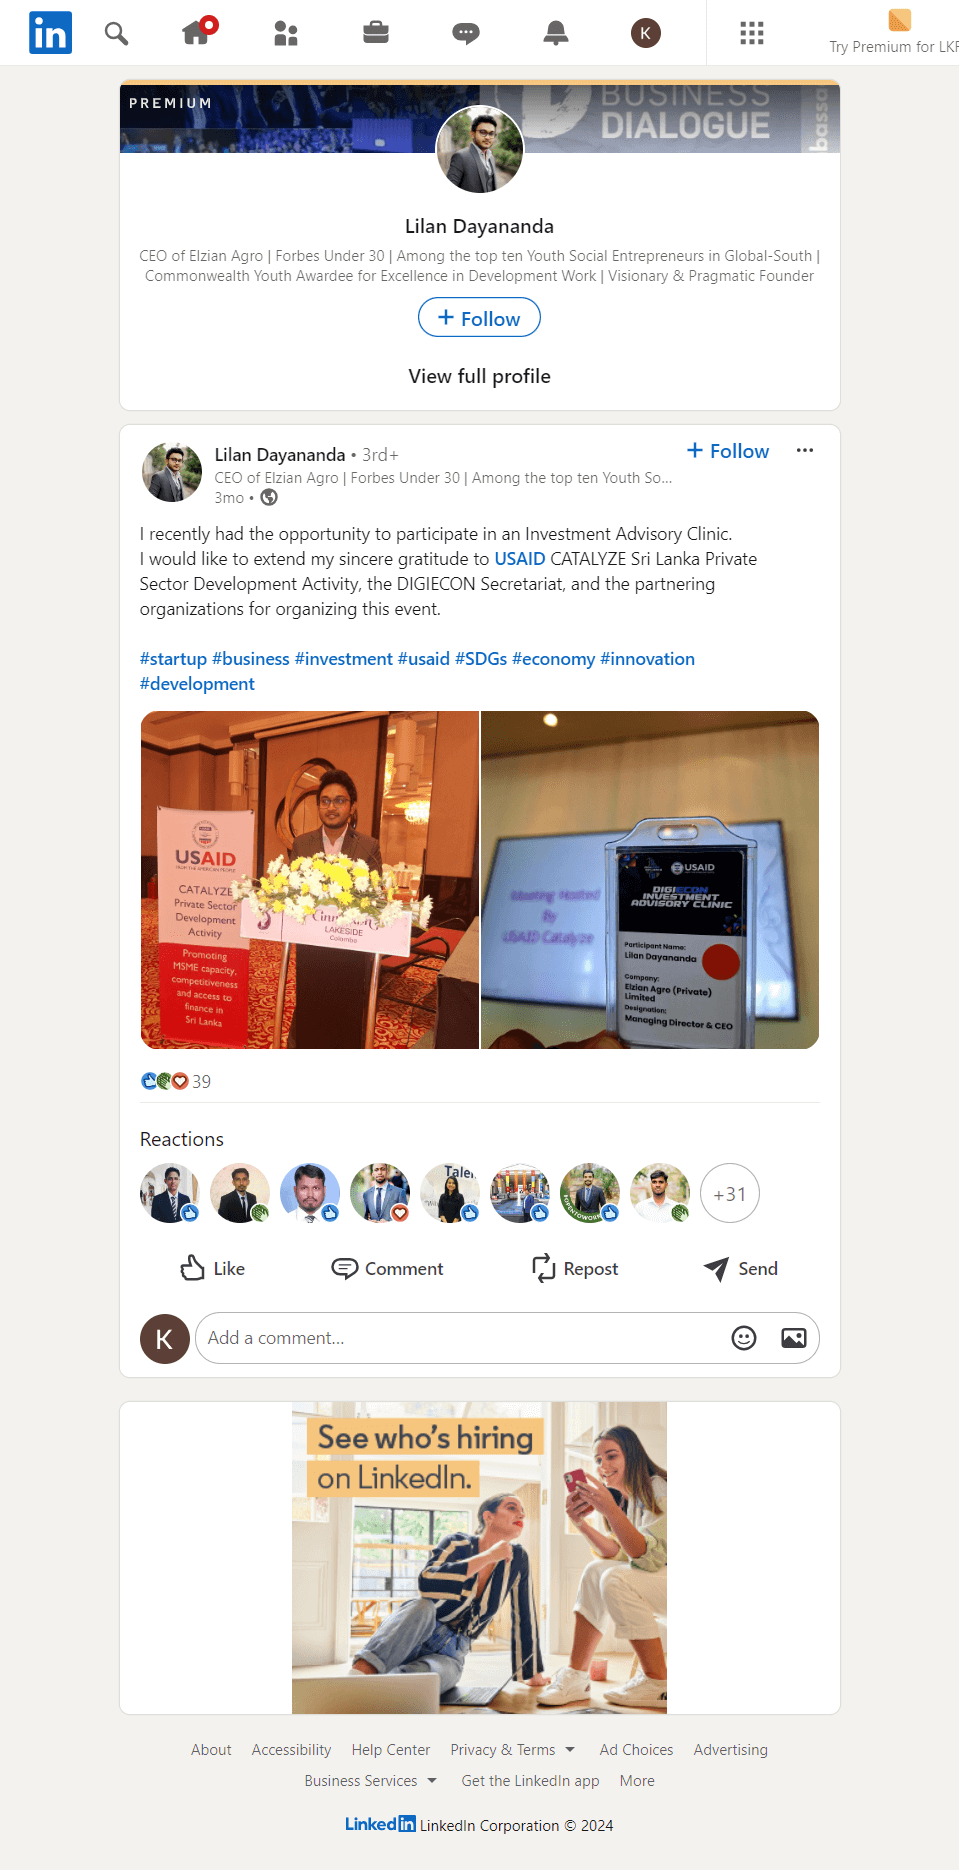 in
K
Try Premium for LKR
PREMIUM
BUSINESS
DIALOGUE
bassa
Lilan Dayananda
CEO of Elzian Agro | Forbes Under 30 | Among the top ten Youth Social Entrepreneurs in Global-South |
Commonwealth Youth Awardee for Excellence in Development Work | Visionary & Pragmatic Founder
+ Follow
View full profile
Lilan Dayananda • 3rd+
+ Follow
CEO of Elzian Agro | Forbes Under 30 | Among the top ten Youth So...
3mo •
I recently had the opportunity to participate in an Investment Advisory Clinic.
I would like to extend my sincere gratitude to USAID CATALYZE Sri Lanka Private
Sector Development Activity, the DIGIECON Secretariat, and the partnering
organizations for organizing this event.
#startup #business #investment #usaid #SDGs #economy #innovation
#development
USAID
FROM THE AMERICAN PEOPLE
CATALYZE
Private Sector
Development
Activity
Promoting
MSME capacity,
competitiveness
and access to
finance in
Sri Lanka
Cinnamon
LAKESIDE
Colombo
Meeting Hosted
By
USAID Catalyze
USAID
DIGIECON
INVESTMENT
ADVISORY CLINIC
Participant Name:
Lilan Dayananda
Company:
Elzian Agro (Private)
Limited
Designation:
Managing Director & CEO
39
Reactions
Talen
#OPENTOWORK
+31
Like
Comment
Repost
Send
K
Add a comment...
See who's hiring
on LinkedIn.
About
Accessibility
Help Center
Privacy & Terms
Ad Choices
Advertising
Business Services
Get the LinkedIn app
More
LinkedIn LinkedIn Corporation © 2024